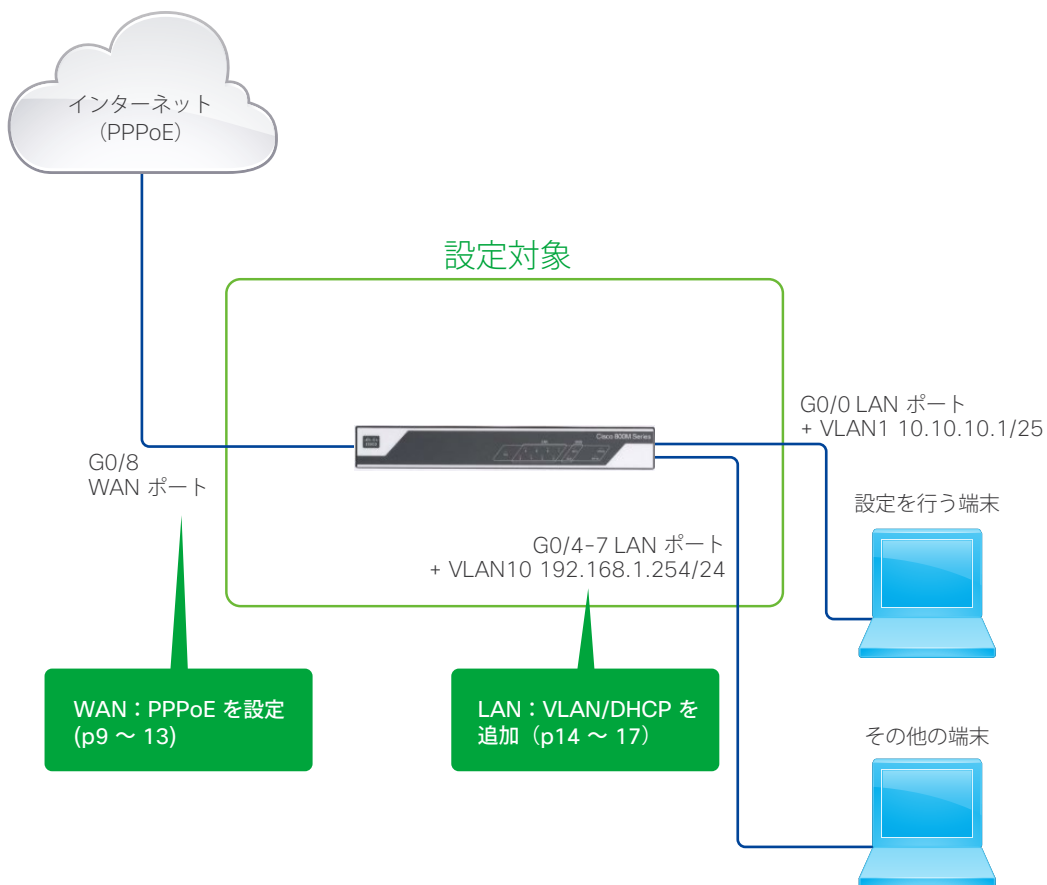 インターネット
（PPPoE）
設定対象
Cisco 800M Series
G0/0 LAN ポート
+ VLAN1 10.10.10.1/25
G0/8
WAN ポート
設定を行う端末
G0/4-7 LAN ポート
+ VLAN10 192.168.1.254/24
WAN：PPPoE を設定
(p9 ～ 13)
LAN：VLAN/DHCP を
追加（p14 ～ 17）
その他の端末